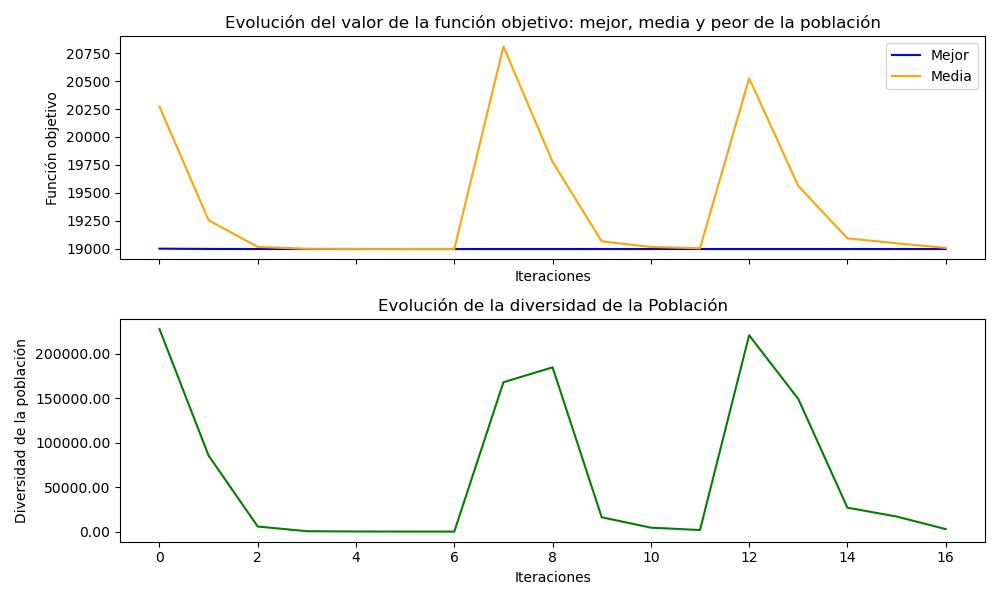 Evolución del valor de la función objetivo: mejor, media y peor de la población
Función objetivo
20750
20500
20250
20000
19750
19500
19250
19000
Mejor
Media
Iteraciones
Evolución de la diversidad de la Población
Diversidad de la población
200000.00
150000.00
100000.00
50000.00
0.00
0 2 4 6 8 10 12 14 16
Iteraciones